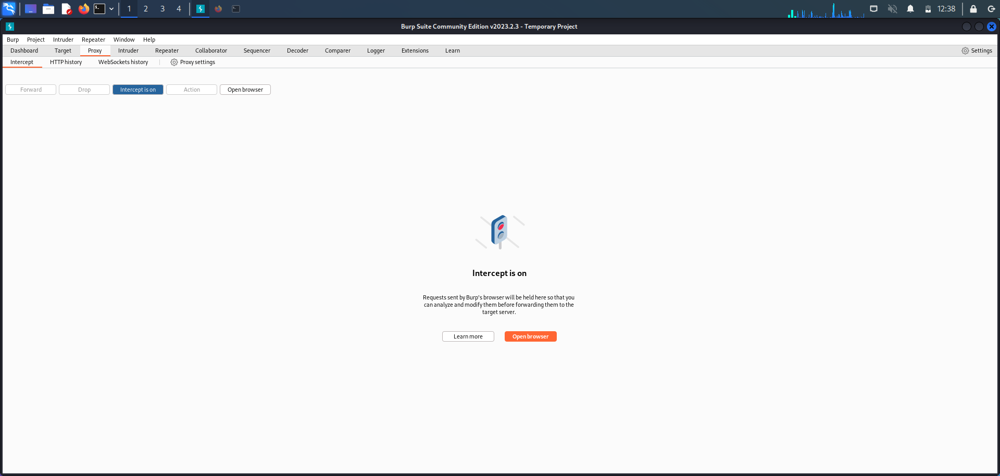 1 2 3 4 12:38
Burp Suite Community Edition v2023.2.3 - Temporary Project
Burp Project Intruder Repeater Window Help
Dashboard Target Proxy Intruder Repeater Collaborator Sequencer Decoder Comparer Logger Extensions Learn Settings
Intercept HTTP history WebSockets history Proxy settings
Forward Drop Intercept is on Action Open browser
Intercept is on
Requests sent by Burp's browser will be held here so that you
can analyze and modify them before forwarding them to the
target server.
Learn more Open browser